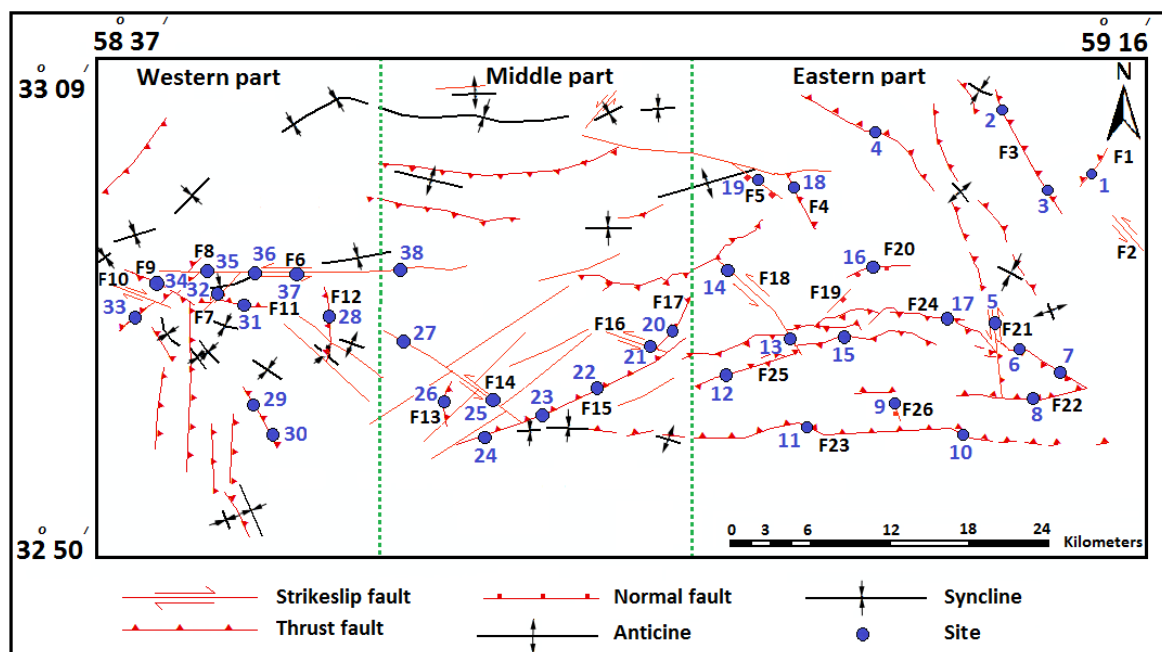 o /
58 37
o /
59 16
o /
33 09
Western part
Middle part
Eastern part
N
2
4
F3
F1
1
3
19
F5
18
F4
F2
F8
35
36
F6
38
F9
34
F10
32
37
F12
33
F7
31
F11
28
16
F20
14
F18
F19
F17
F24
17
5
F21
27
F16
20
21
13
15
6
7
22
12
F25
26
F14
F15
F13
25
23
24
29
30
9
F26
8
F22
11
F23
10
o /
32 50
0 3 6 12 18 24
Kilometers
Strikeslip fault
Normal fault
Syncline
Thrust fault
Anticine
Site